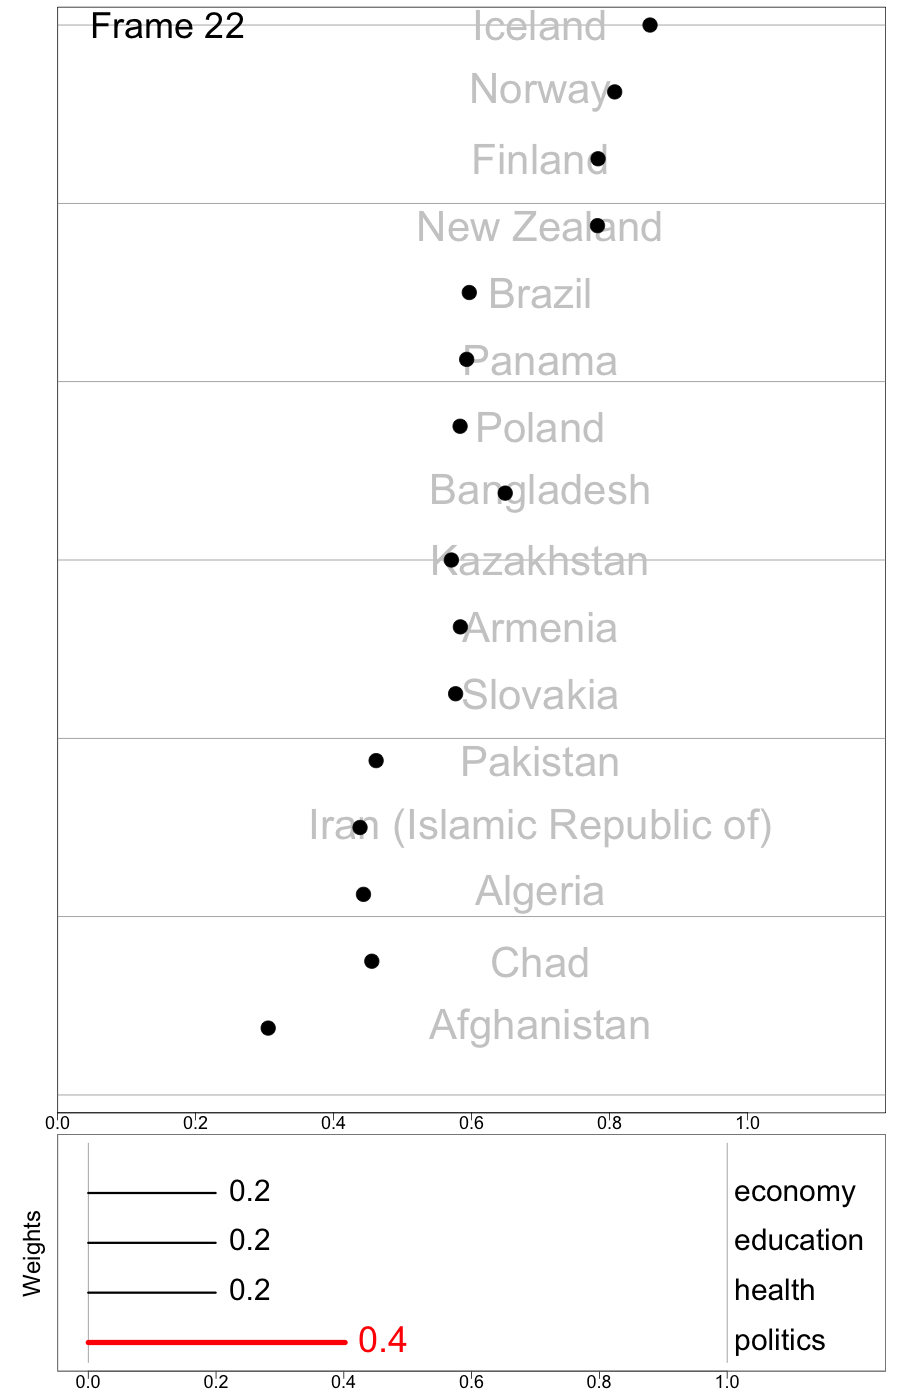 Frame 22
Iceland
Norway
Finland
New Zealand
Brazil
Panama
Poland
Bangladesh
Kazakhstan
Armenia
Slovakia
Pakistan
Iran (Islamic Republic of)
Algeria
Chad
Afghanistan
0.0 0.2 0.4 0.6 0.8 1.0
Weights
0.2 economy
0.2 education
0.2 health
0.4 politics
0.0 0.2 0.4 0.6 0.8 1.0